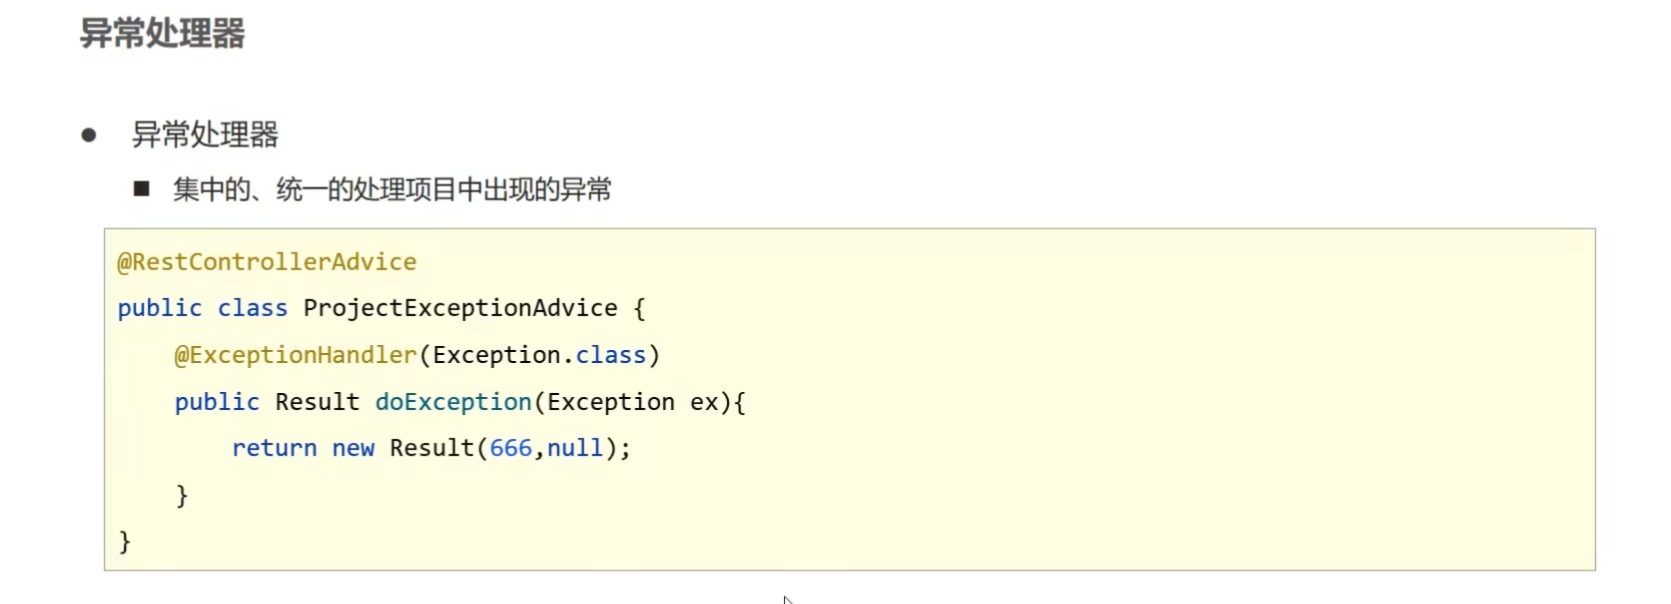 异常处理器
● 异常处理器
■ 集中的、统一的处理项目中出现的异常
@RestControllerAdvice
public class ProjectExceptionAdvice {
    @ExceptionHandler(Exception.class)
    public Result doException(Exception ex){
        return new Result(666,null);
    }
}